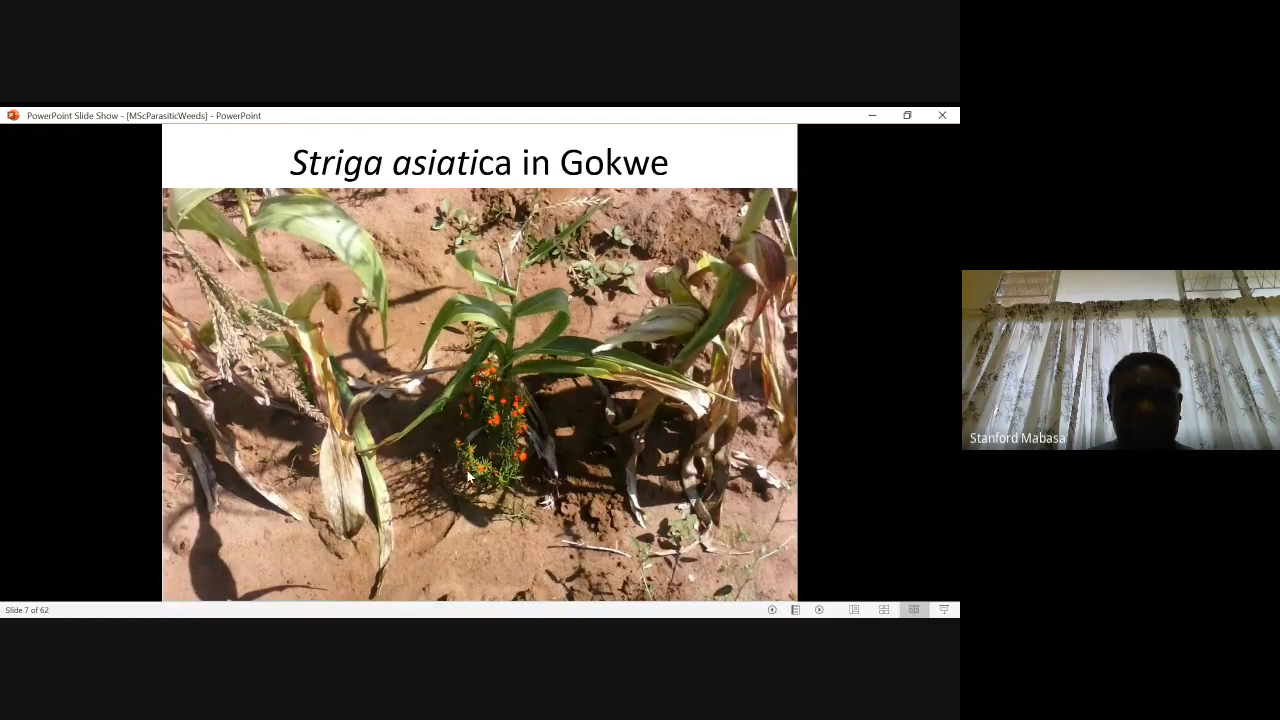 PowerPoint Slide Show - [MScParasiticWeeds] - PowerPoint
Striga asiatica in Gokwe
Stanford Mabasa
Slide 7 of 62